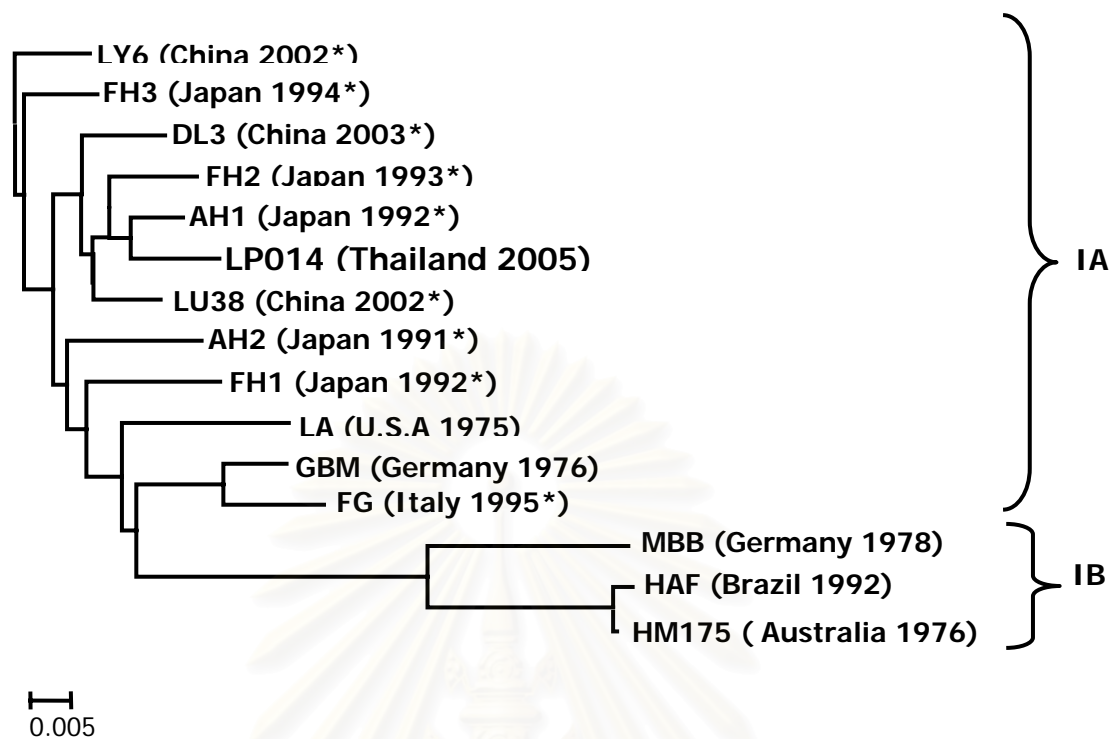 LY6 (China 2002*)
FH3 (Japan 1994*)
DL3 (China 2003*)
FH2 (Japan 1993*)
AH1 (Japan 1992*)
LP014 (Thailand 2005)
LU38 (China 2002*)
AH2 (Japan 1991*)
FH1 (Japan 1992*)
LA (U.S.A 1975)
GBM (Germany 1976)
FG (Italy 1995*)
IA
MBB (Germany 1978)
HAF (Brazil 1992)
HM175 ( Australia 1976)
IB
0.005